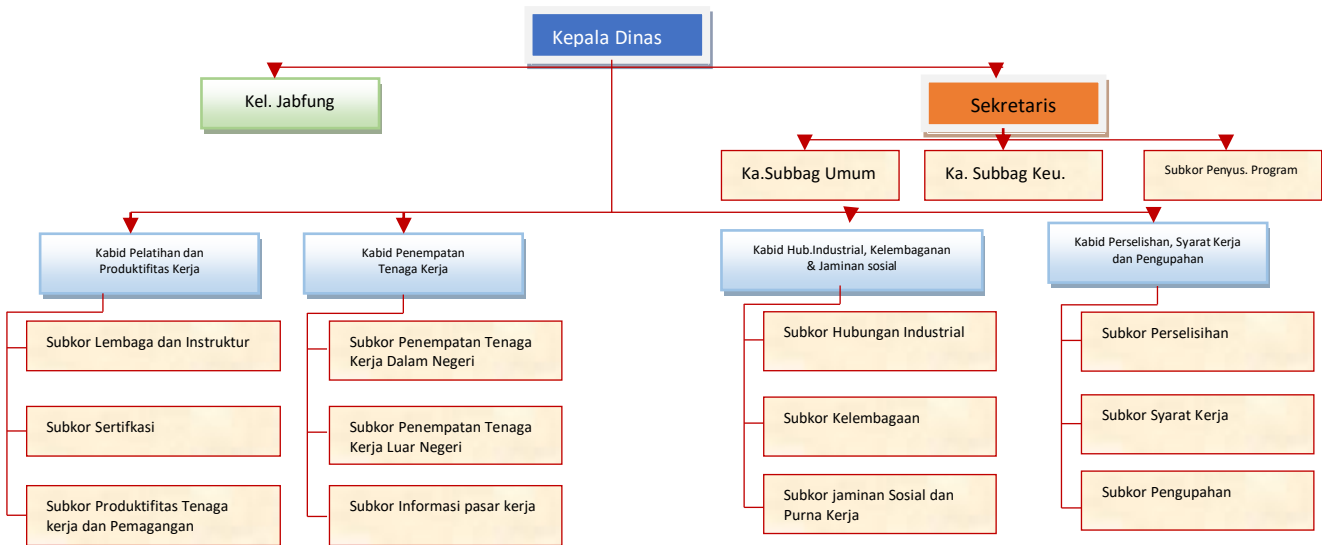 Kepala Dinas
Kel. Jabfung
Sekretaris
Ka.Subbag Umum
Ka. Subbag Keu.
Subkor Penyus. Program
Kabid Pelatihan dan
Produktifitas Kerja
Kabid Penempatan
Tenaga Kerja
Kabid Hub.Industrial, Kelembaganan
& Jaminan sosial
Kabid Perselishan, Syarat Kerja
dan Pengupahan
Subkor Lembaga dan Instruktur
Subkor Sertifkasi
Subkor Produktifitas Tenaga
kerja dan Pemagangan
Subkor Penempatan Tenaga
Kerja Dalam Negeri
Subkor Penempatan Tenaga
Kerja Luar Negeri
Subkor Informasi pasar kerja
Subkor Hubungan Industrial
Subkor Kelembagaan
Subkor jaminan Sosial dan
Purna Kerja
Subkor Perselisihan
Subkor Syarat Kerja
Subkor Pengupahan